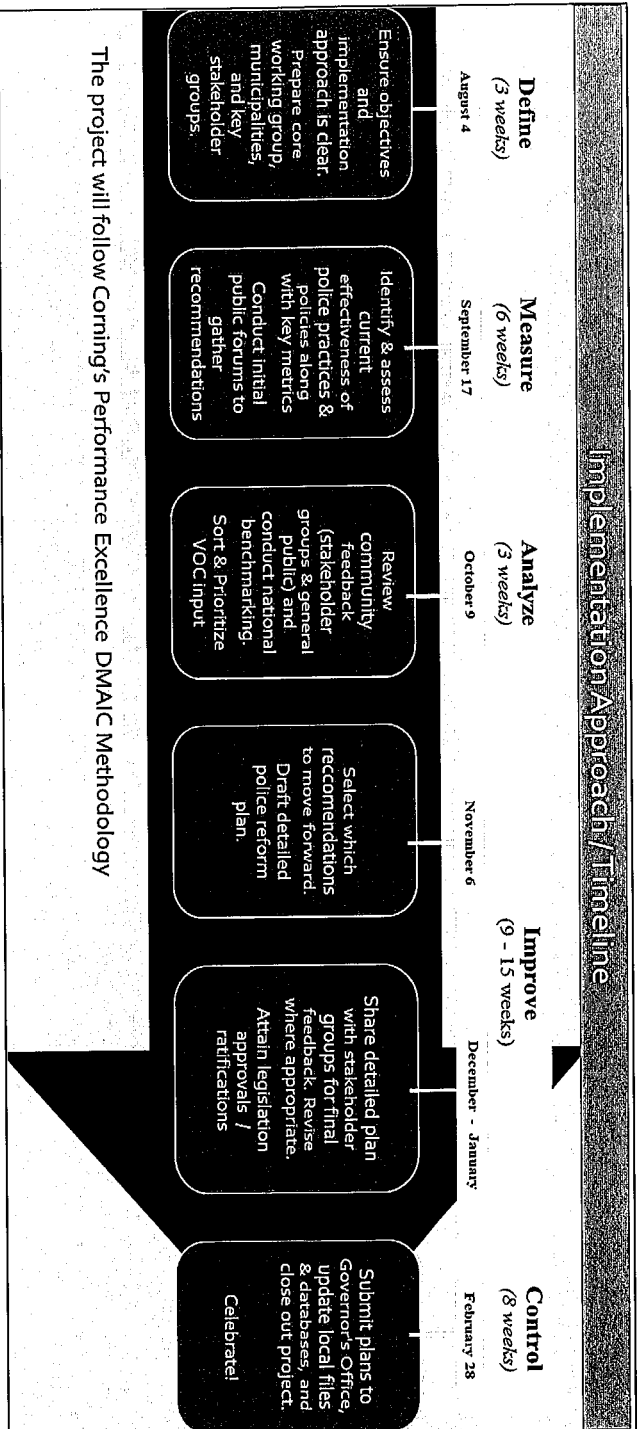 Implementation Approach / Timeline
Define
(3 weeks)
August 4
Ensure objectives
and
implementation
approach is clear.
Prepare core
working group,
municipalities,
and key
stakeholder
groups.
Measure
(6 weeks)
September 17
Identify & assess
current
effectiveness of
police practices &
policies along
with key metrics
Conduct initial
public forums to
gather
recommendations
Analyze
(3 weeks)
October 9
Review
community
feedback
(stakeholder
groups & general
public) and
conduct national
benchmarking.
Sort & Prioritize
VOC input
Improve
(9 - 15 weeks)
November 6
Select which
reccomendations
to move forward.
Draft detailed
police reform
plan.
December - January
Share detailed plan
with stakeholder
groups for final
feedback. Revise
where appropriate.
Attain legislation
approvals /
ratifications
Control
(8 weeks)
February 28
Submit plans to
Governor's Office,
update local files
& databases, and
close out project.
Celebrate!
The project will follow Corning's Performance Excellence DMAIC Methodology